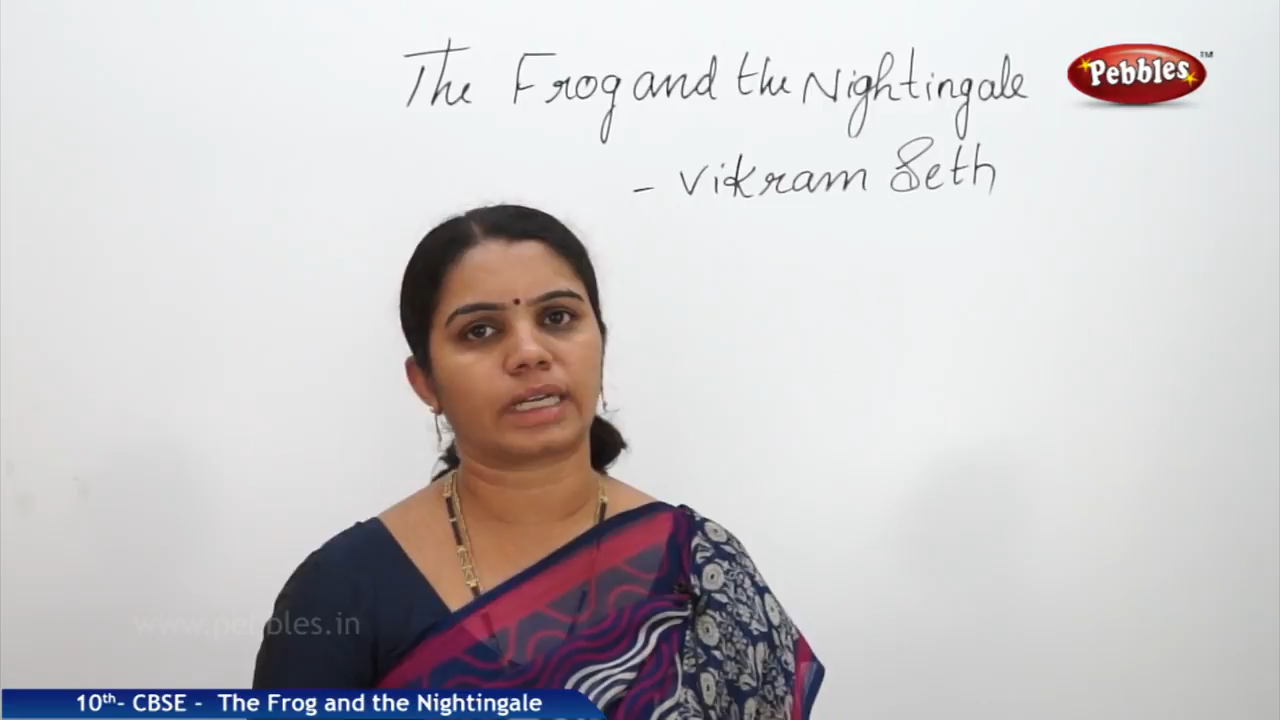 The Frog and the Nightingale
- Vikram Seth
Pebbles™
www.pebbles.in
10th- CBSE - The Frog and the Nightingale